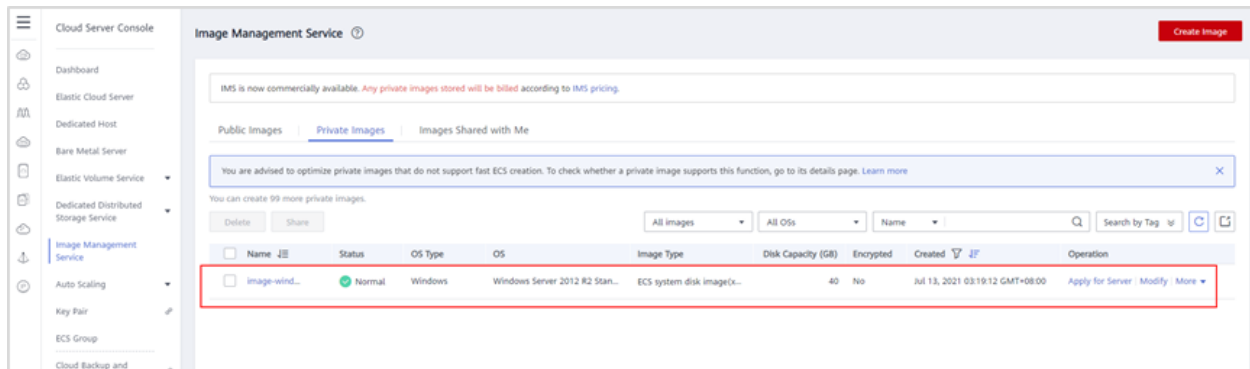 Cloud Server Console
Dashboard
Elastic Cloud Server
Dedicated Host
Bare Metal Server
Elastic Volume Service
Dedicated Distributed
Storage Service
Image Management
Service
Auto Scaling
Key Pair
ECS Group
Cloud Backup and
Image Management Service
Create Image
IMS is now commercially available. Any private images stored will be billed according to IMS pricing.
Public Images Private Images Images Shared with Me
You are advised to optimize private images that do not support fast ECS creation. To check whether a private image supports this function, go to its details page. Learn more
You can create 99 more private images.
Delete Share All images All OSs Name Search by Tag
Name Status OS Type OS Image Type Disk Capacity (GB) Encrypted Created Operation
image-wind... Normal Windows Windows Server 2012 R2 Stan... ECS system disk image(x... 40 No Jul 13, 2021 03:19:12 GMT+08:00 Apply for Server Modify More